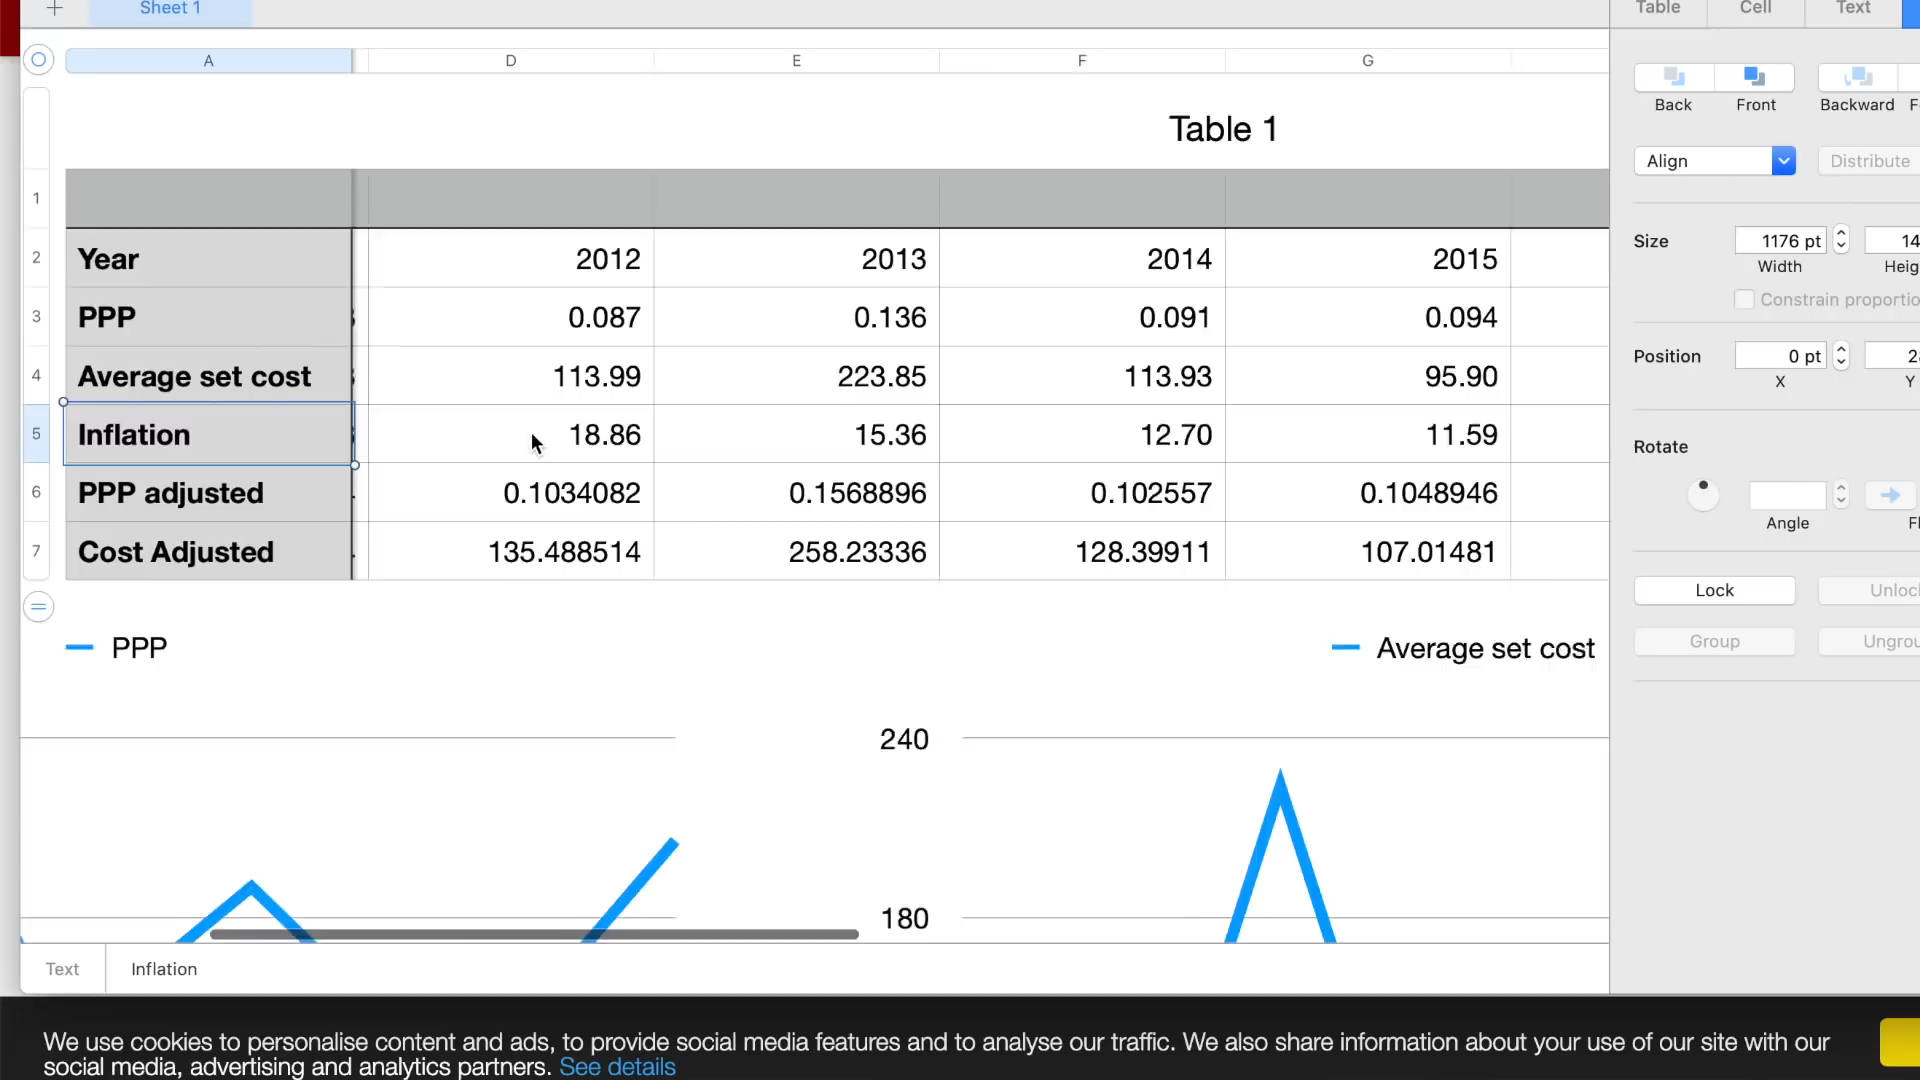 Sheet 1
Table Cell Text
A D E F G
Back Front Backward
Table 1
Align Distribute
1
2 Year 2012 2013 2014 2015
Size 1176 pt 14
Width
3 PPP 0.087 0.136 0.091 0.094
Constrain
4 Average set cost 113.99 223.85 113.93 95.90
Position 0 pt 2
X Y
5 Inflation 18.86 15.36 12.70 11.59
Rotate
6 PPP adjusted 0.1034082 0.1568896 0.102557 0.1048946
Angle
7 Cost Adjusted 135.488514 258.23336 128.39911 107.01481
Lock
Group
PPP Average set cost
240
180
Text Inflation
We use cookies to personalise content and ads, to provide social media features and to analyse our traffic. We also share information about your use of our site with our
social media, advertising and analytics partners. See details